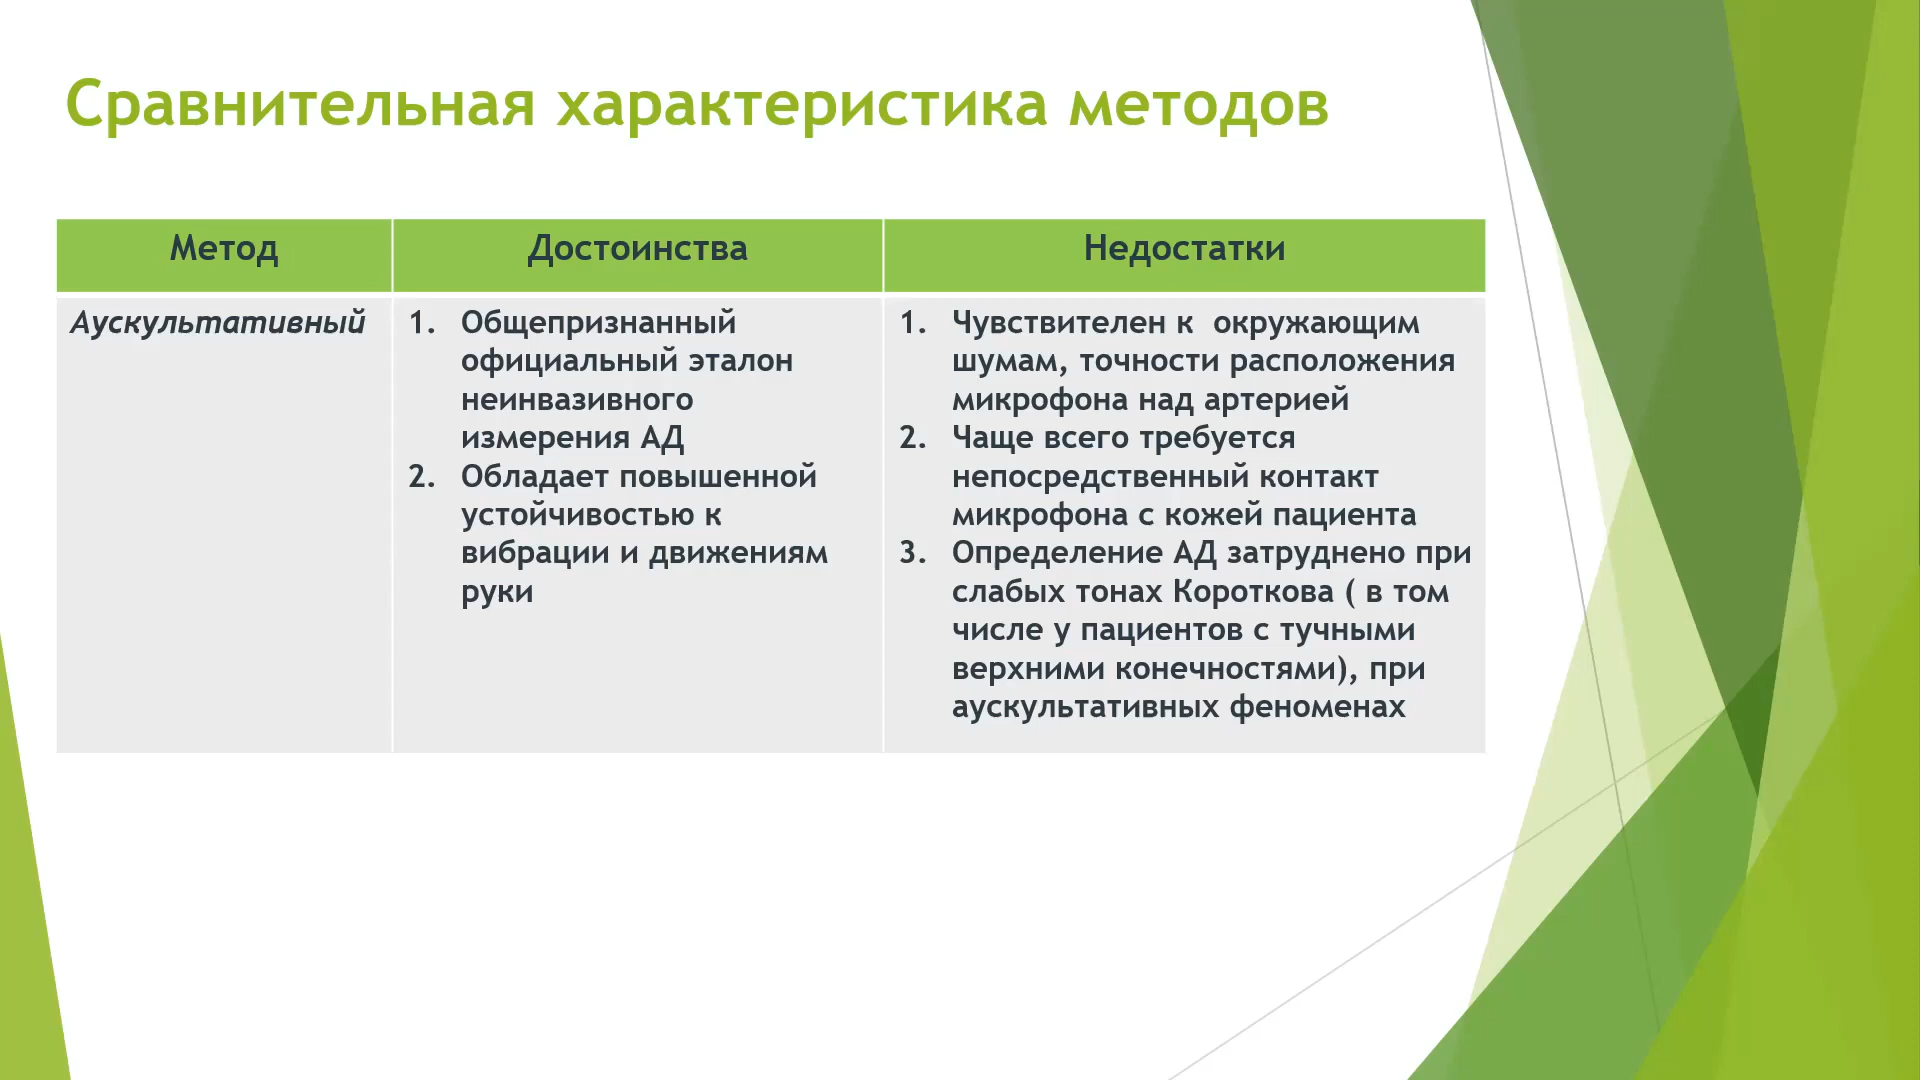 Сравнительная характеристика методов
Метод
Достоинства
Недостатки
Аускультативный
1. Общепризнанный
официальный эталон
неинвазивного
измерения АД
2. Обладает повышенной
устойчивостью к
вибрации и движениям
руки
1. Чувствителен к  окружающим
шумам, точности расположения
микрофона над артерией
2. Чаще всего требуется
непосредственный контакт
микрофона с кожей пациента
3. Определение АД затруднено при
слабых тонах Короткова ( в том
числе у пациентов с тучными
верхними конечностями), при
аускультативных феноменах